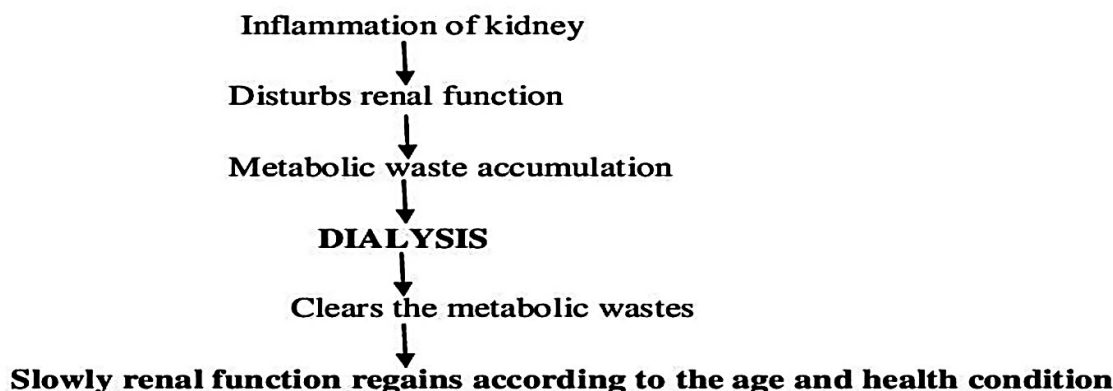 Inflammation of kidney
Disturbs renal function
Metabolic waste accumulation
DIALYSIS
Clears the metabolic wastes
Slowly renal function regains according to the age and health condition